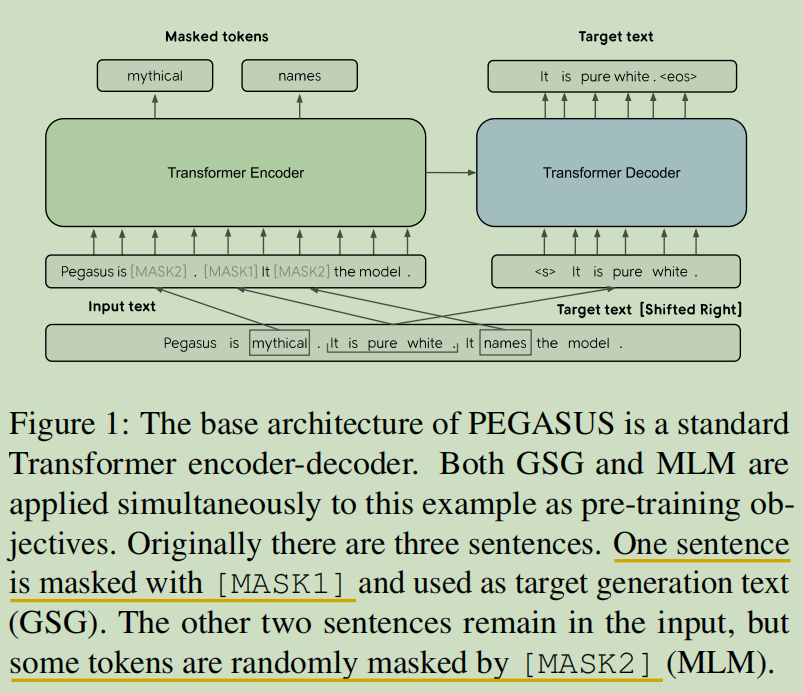 Masked tokens
Target text
mythical
names
It is pure white . <eos>
Transformer Encoder
Transformer Decoder
Pegasus is [MASK2] . [MASK1] It [MASK2] the model .
<s> It is pure white .
Input text
Target text [Shifted Right]
Pegasus is mythical . It is pure white . It names the model .
Figure 1: The base architecture of PEGASUS is a standard
Transformer encoder-decoder. Both GSG and MLM are
applied simultaneously to this example as pre-training ob-
jectives. Originally there are three sentences. One sentence
is masked with [MASK1] and used as target generation text
(GSG). The other two sentences remain in the input, but
some tokens are randomly masked by [MASK2] (MLM).